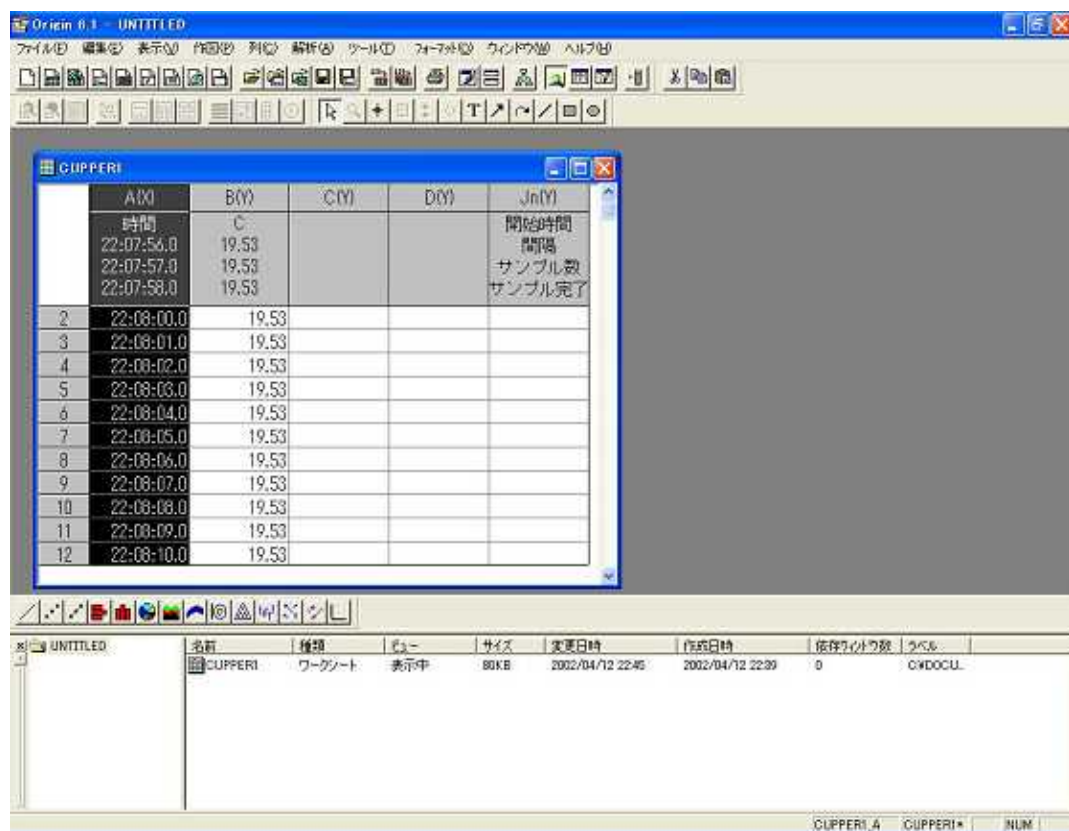 Origin 6.1 - UNTITLED
ファイル(F) 編集(E) 表示(V) 作図(P) 列(C) 解析(A) ツール(T) フォーマット(O) ウィンドウ(W) ヘルプ(H)
T
CUPPER1
A(X) B(Y) C(Y) D(Y) Jn(Y)
時間 C 開始時間
22:07:56.0 19.53 間隔
22:07:57.0 19.53 サンプル数
22:07:58.0 19.53 サンプル完了
2 22:08:00.0 19.53
3 22:08:01.0 19.53
4 22:08:02.0 19.53
5 22:08:03.0 19.53
6 22:08:04.0 19.53
7 22:08:05.0 19.53
8 22:08:06.0 19.53
9 22:08:07.0 19.53
10 22:08:08.0 19.53
11 22:08:09.0 19.53
12 22:08:10.0 19.53
UNTITLED 名前 種類 ビュー サイズ 変更日時 作成日時 依存ウィンドウ数 ラベル
CUPPER1 ワークシート 表示中 80KB 2002/04/12 22:45 2002/04/12 22:39 0 C¥DOCU..
CUPPER1_A CUPPER1* NUM